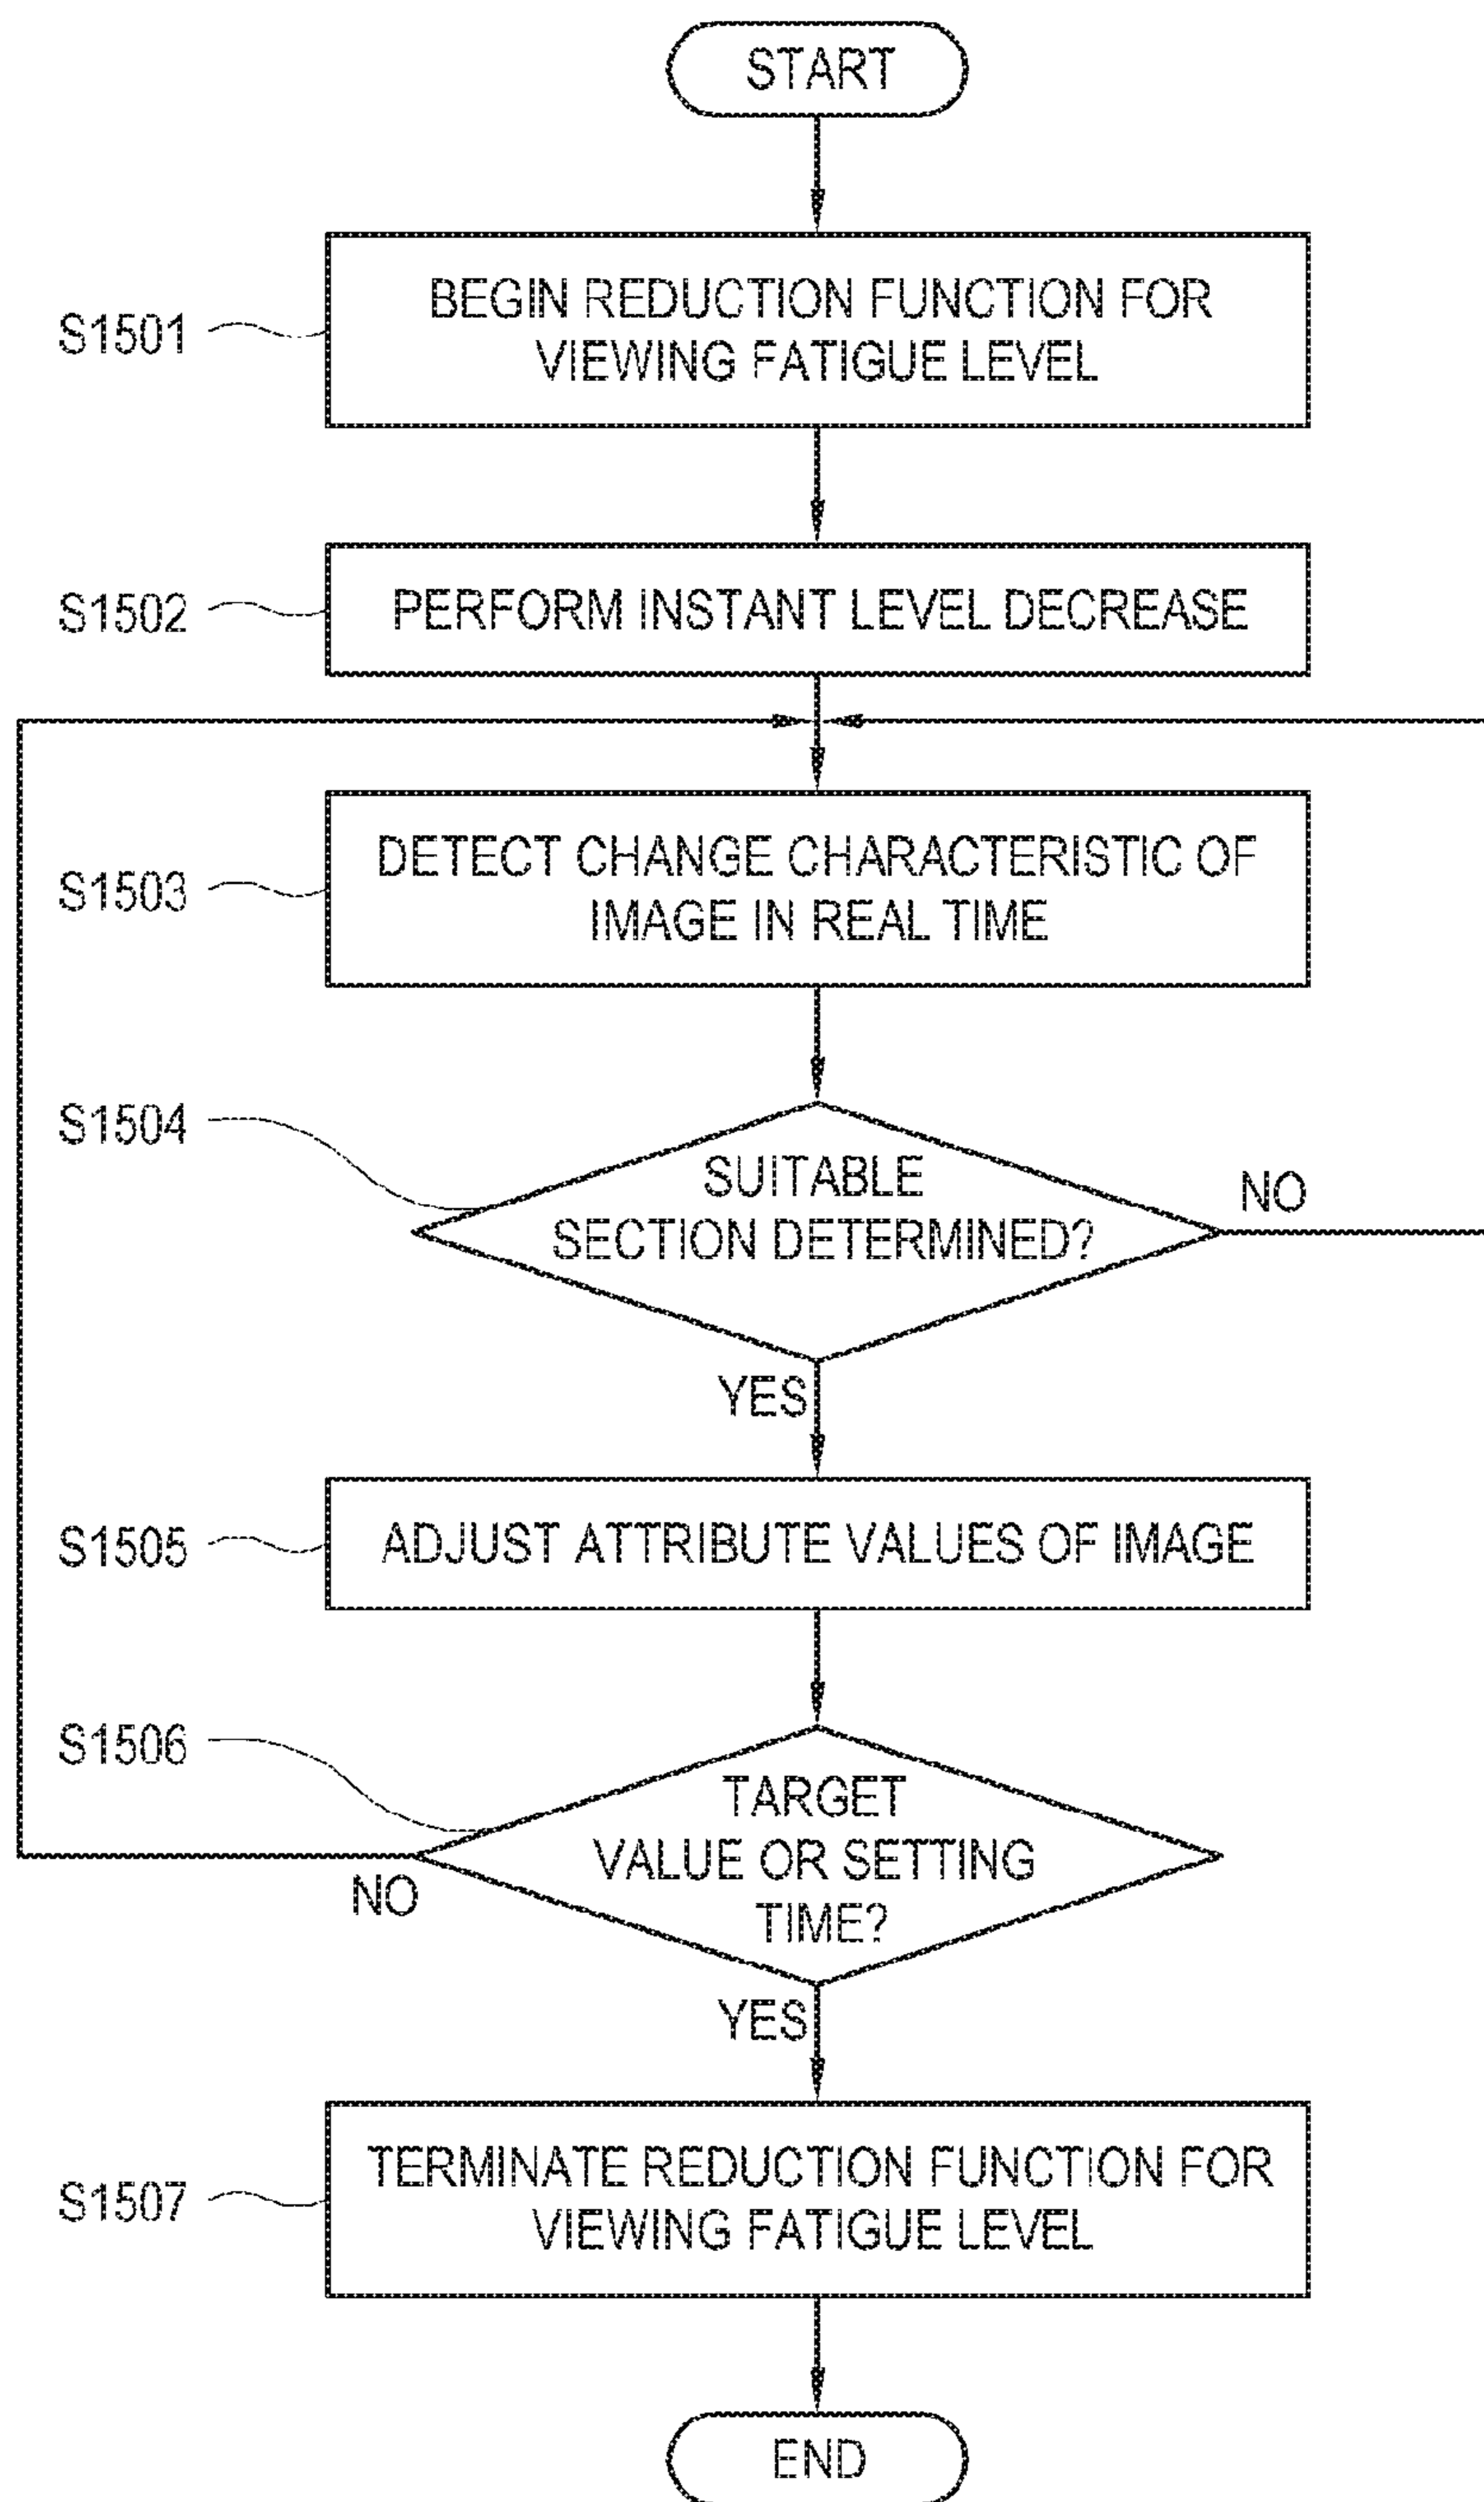 START
S1501
BEGIN REDUCTION FUNCTION FOR
VIEWING FATIGUE LEVEL
S1502
PERFORM INSTANT LEVEL DECREASE
S1503
DETECT CHANGE CHARACTERISTIC OF
IMAGE IN REAL TIME
S1504
SUITABLE
SECTION DETERMINED?
NO
YES
S1505
ADJUST ATTRIBUTE VALUES OF IMAGE
S1506
TARGET
VALUE OR SETTING
TIME?
NO
YES
S1507
TERMINATE REDUCTION FUNCTION FOR
VIEWING FATIGUE LEVEL
END